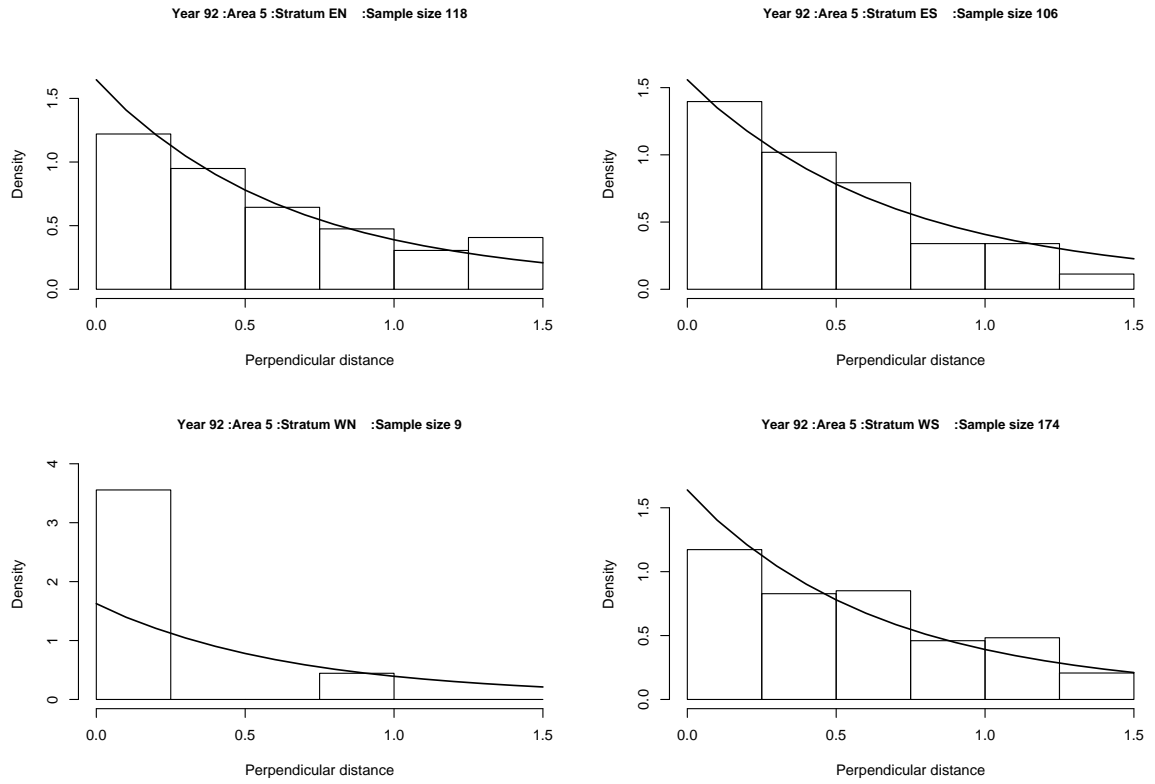 Year 92 :Area 5 :Stratum EN :Sample size 118
Density
1.5
1.0
0.5
0.0
0.0 0.5 1.0 1.5
Perpendicular distance
Year 92 :Area 5 :Stratum ES :Sample size 106
Density
1.5
1.0
0.5
0.0
0.0 0.5 1.0 1.5
Perpendicular distance
Year 92 :Area 5 :Stratum WN :Sample size 9
Density
4
3
2
1
0
0.0 0.5 1.0 1.5
Perpendicular distance
Year 92 :Area 5 :Stratum WS :Sample size 174
Density
1.5
1.0
0.5
0.0
0.0 0.5 1.0 1.5
Perpendicular distance